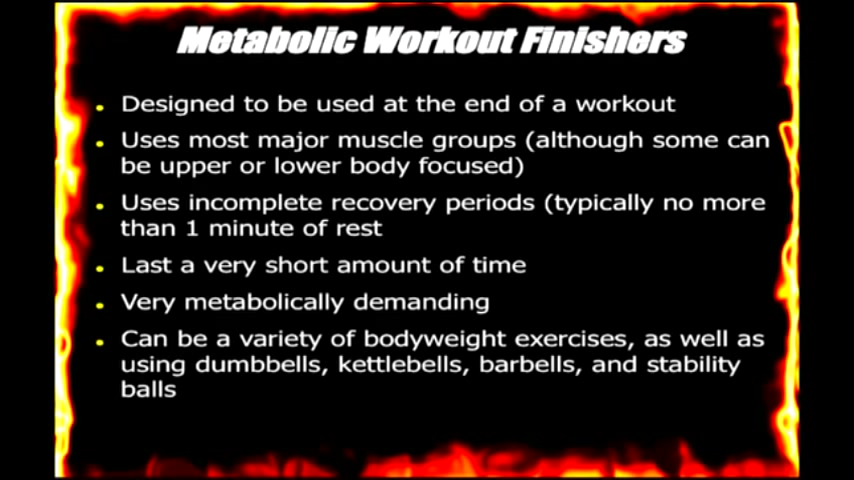 Metabolic Workout Finishers
• Designed to be used at the end of a workout
• Uses most major muscle groups (although some can
be upper or lower body focused)
• Uses incomplete recovery periods (typically no more
than 1 minute of rest
• Last a very short amount of time
• Very metabolically demanding
• Can be a variety of bodyweight exercises, as well as
using dumbbells, kettlebells, barbells, and stability
balls